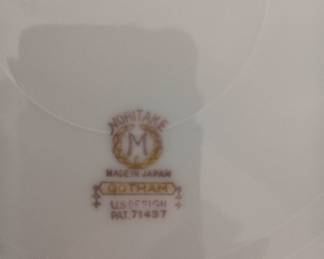 NORITAKE
M
MADE IN JAPAN
GOTHAM
U.S.DESIGN
PAT.71437